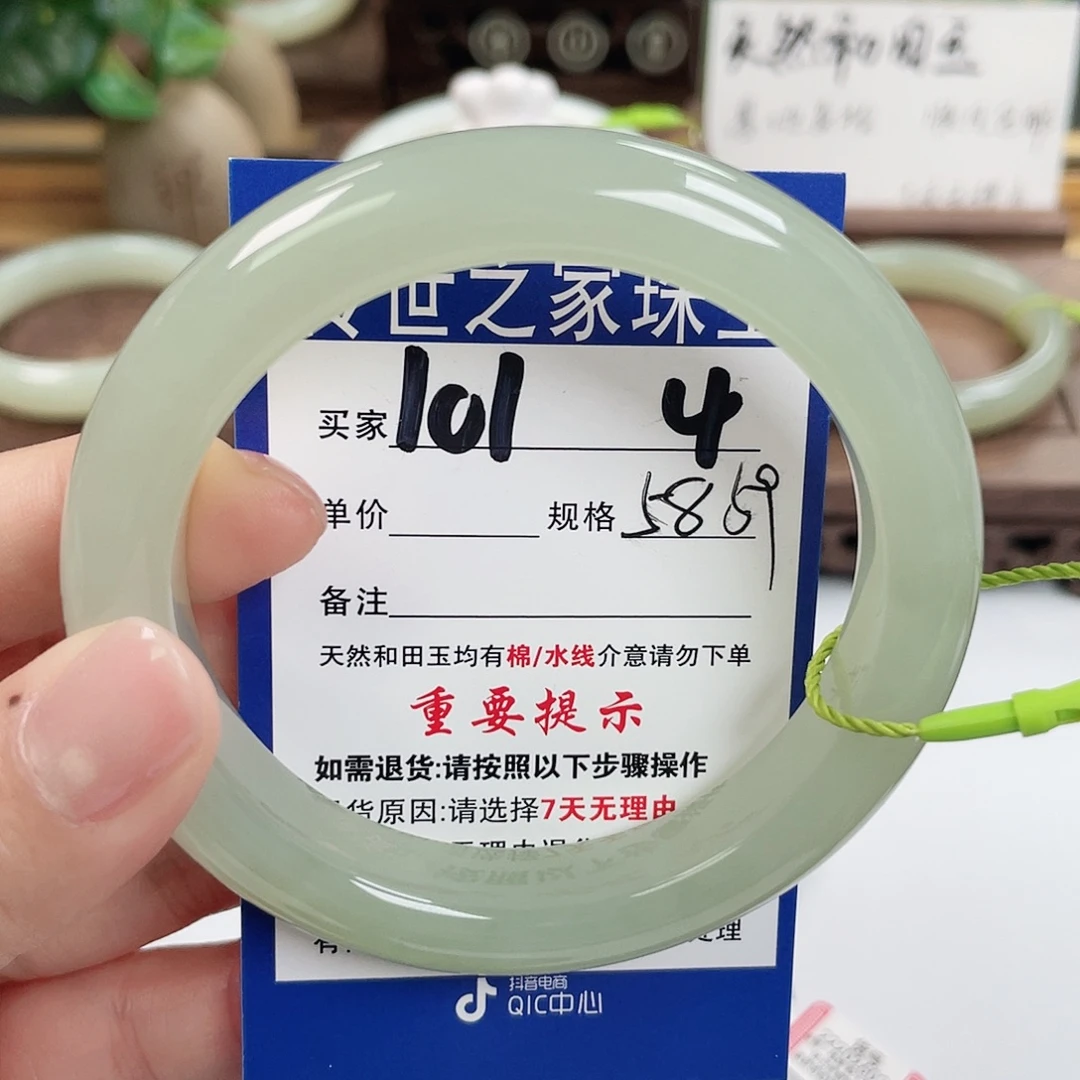 天然和田玉
世之家珠
买家 101 4
单价 规格 58
备注
天然和田玉均有棉/水线介意请勿下单
重要提示
如需退货:请按照以下步骤操作
货原因:请选择7天无理由
处理
抖音电商
QIC中心